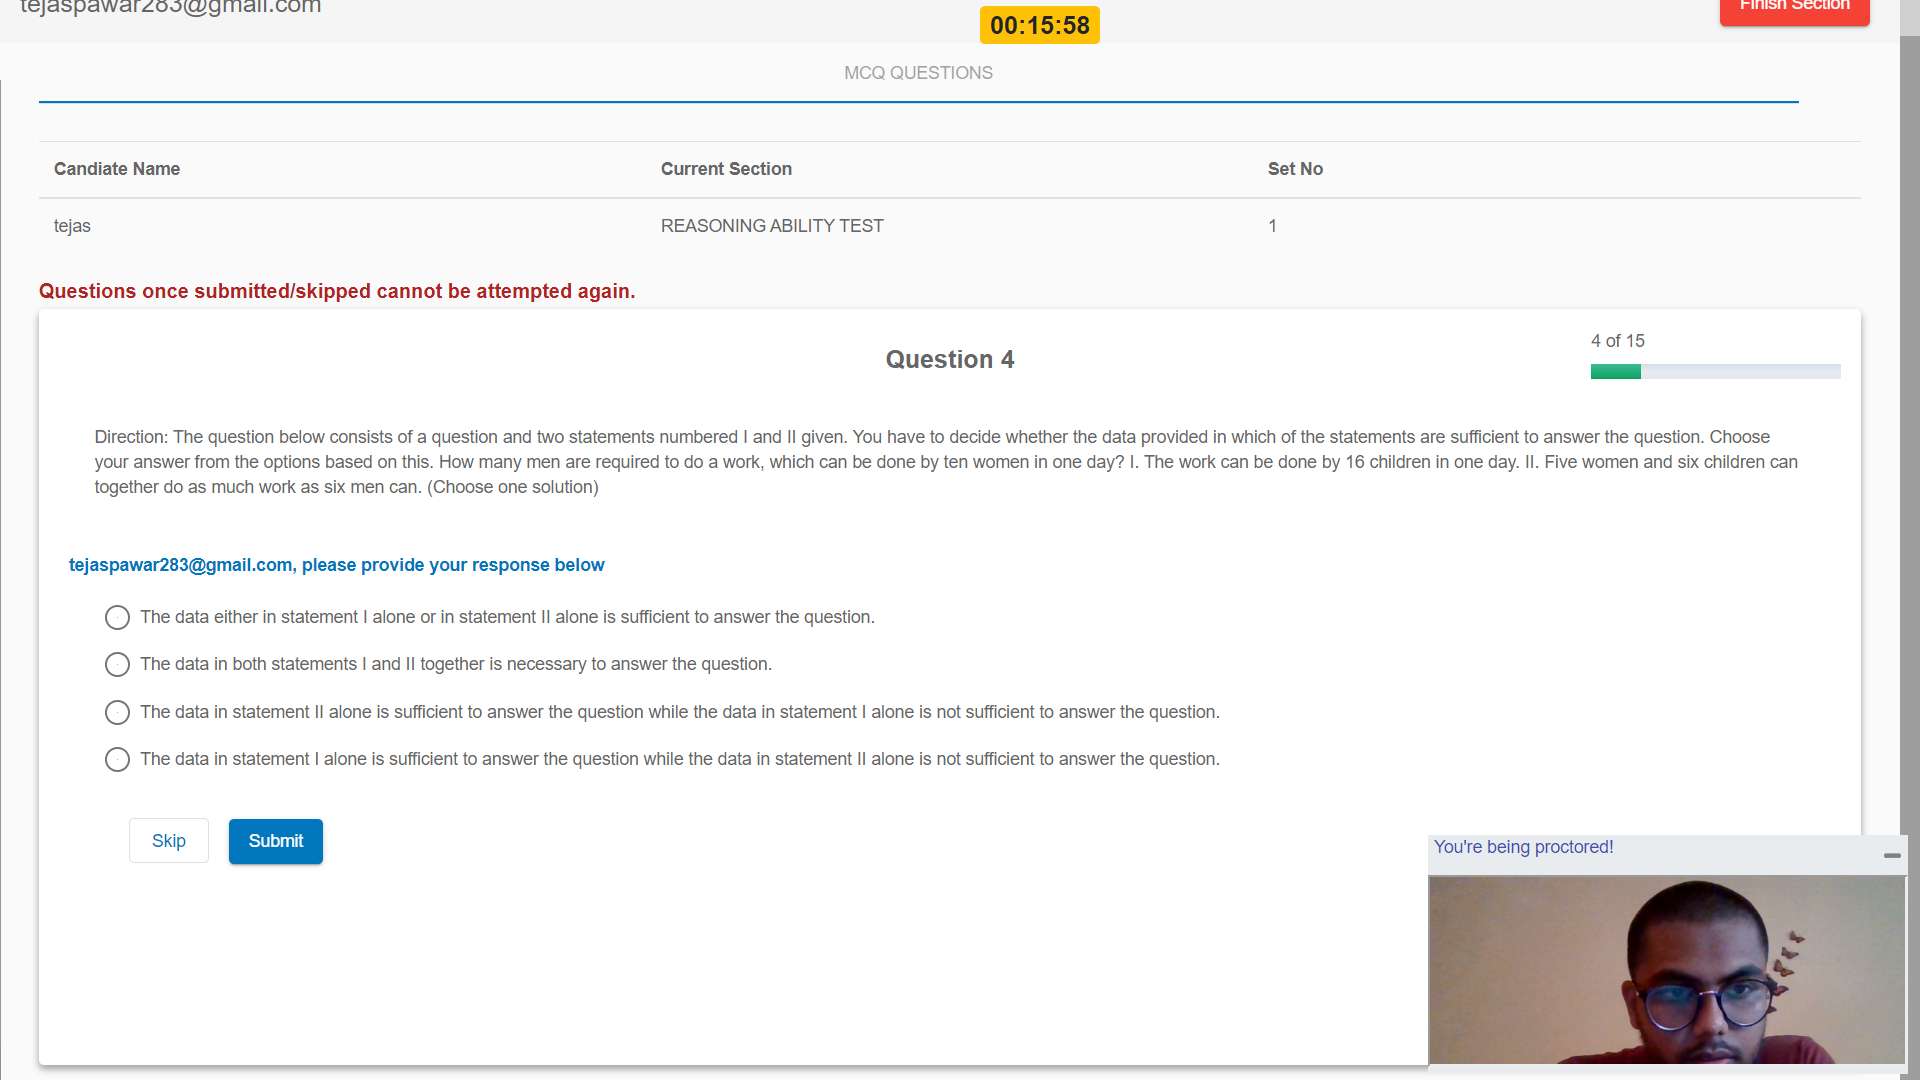 tejaspawar283@gmail.com
00:15:58
Finish Section
MCQ QUESTIONS
Candiate Name Current Section Set No
tejas REASONING ABILITY TEST 1
Questions once submitted/skipped cannot be attempted again.
4 of 15
Question 4
Direction: The question below consists of a question and two statements numbered I and II given. You have to decide whether the data provided in which of the statements are sufficient to answer the question. Choose
your answer from the options based on this. How many men are required to do a work, which can be done by ten women in one day? I. The work can be done by 16 children in one day. II. Five women and six children can
together do as much work as six men can. (Choose one solution)
tejaspawar283@gmail.com, please provide your response below
The data either in statement I alone or in statement II alone is sufficient to answer the question.
The data in both statements I and II together is necessary to answer the question.
The data in statement II alone is sufficient to answer the question while the data in statement I alone is not sufficient to answer the question.
The data in statement I alone is sufficient to answer the question while the data in statement II alone is not sufficient to answer the question.
Skip Submit
You're being proctored!